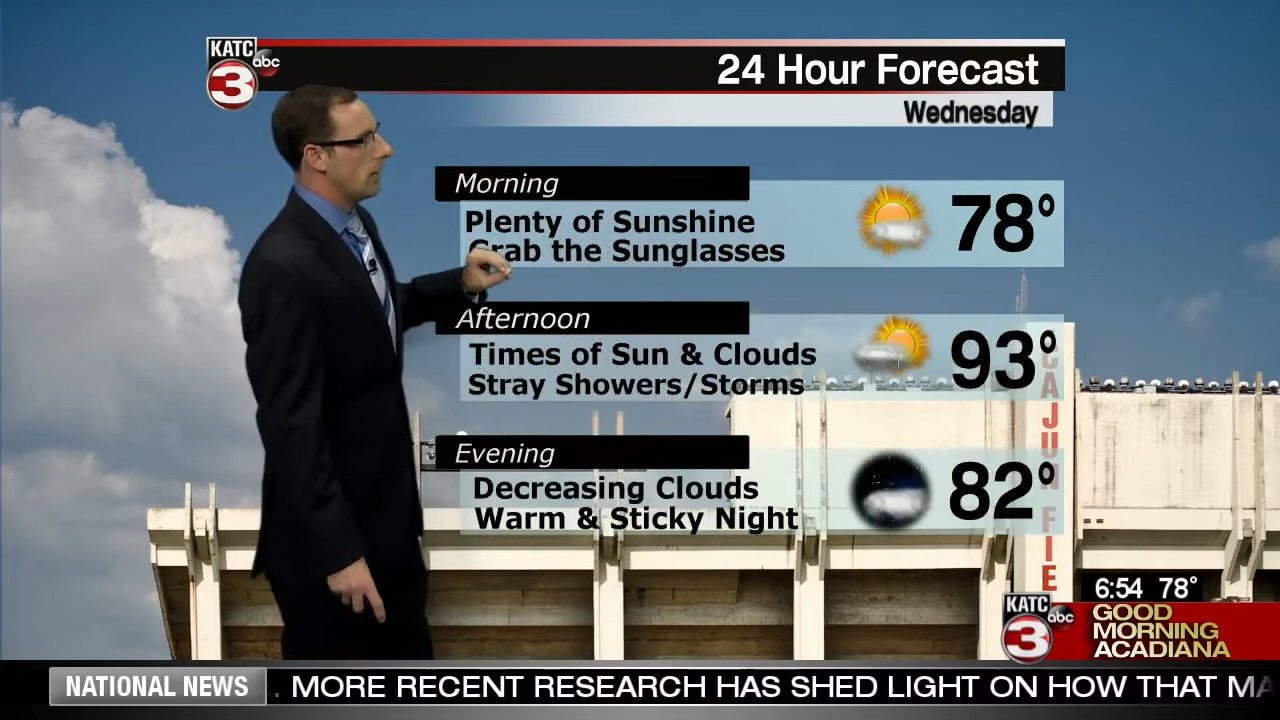 KATC
abc
3
24 Hour Forecast
Wednesday
Morning
Plenty of Sunshine
Grab the Sunglasses
78°
Afternoon
Times of Sun & Clouds
Stray Showers/Storms
93°
Evening
Decreasing Clouds
Warm & Sticky Night
82°
CAJUN FIE
6:54 78°
KATC
abc
3
GOOD
MORNING
ACADIANA
NATIONAL NEWS
. MORE RECENT RESEARCH HAS SHED LIGHT ON HOW THAT MA